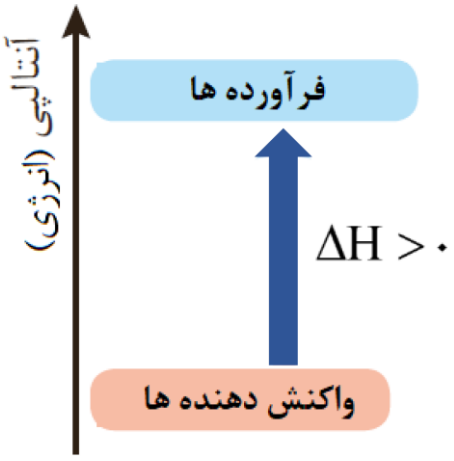 آنتالپی (انرژی)
فرآورده ها
ΔH > ۰
واکنش دهنده ها